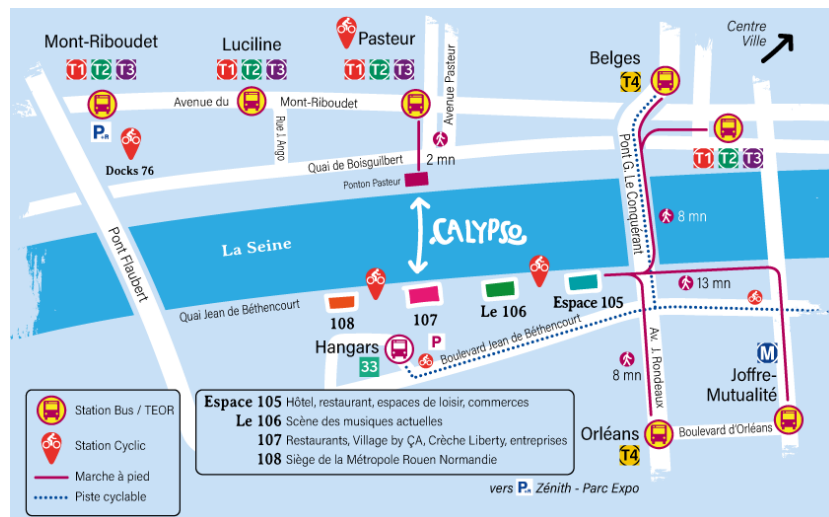 Mont-Riboudet
T1 T2 T3
Luciline
T1 T2 T3
Pasteur
T1 T2 T3
Belges
T4
Centre
Ville
Avenue du
Mont-Riboudet
Avenue Pasteur
P+R
Docks 76
Rue J. Ango
Quai de Boisguilbert
2 mn
Ponton Pasteur
Pont G. Le Conquérant
T1 T2 T3
8 mn
Pont Flaubert
La Seine
CALYPSO
13 mn
Quai Jean de Béthencourt
108
107
Le 106
Espace 105
Hangars
33
P
Boulevard Jean de Béthencourt
Av. J. Rondeaux
8 mn
M
Joffre-
Mutualité
Orléans
T4
Boulevard d'Orléans
Station Bus / TEOR
Station Cyclic
Marche à pied
Piste cyclable
Espace 105 Hôtel, restaurant, espaces de loisir, commerces
Le 106 Scène des musiques actuelles
107 Restaurants, Village by ÇA, Crèche Liberty, entreprises
108 Siège de la Métropole Rouen Normandie
vers P+R Zénith - Parc Expo